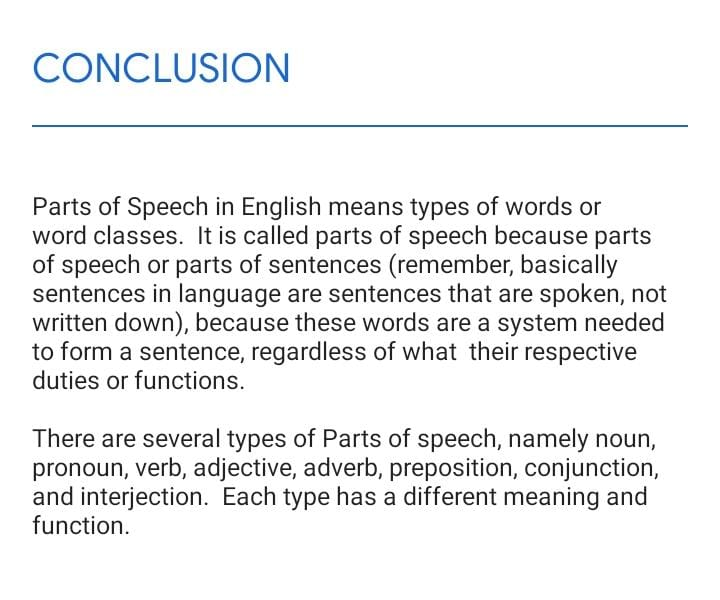 CONCLUSION
Parts of Speech in English means types of words or
word classes.  It is called parts of speech because parts
of speech or parts of sentences (remember, basically
sentences in language are sentences that are spoken, not
written down), because these words are a system needed
to form a sentence, regardless of what  their respective
duties or functions.
There are several types of Parts of speech, namely noun,
pronoun, verb, adjective, adverb, preposition, conjunction,
and interjection.  Each type has a different meaning and
function.